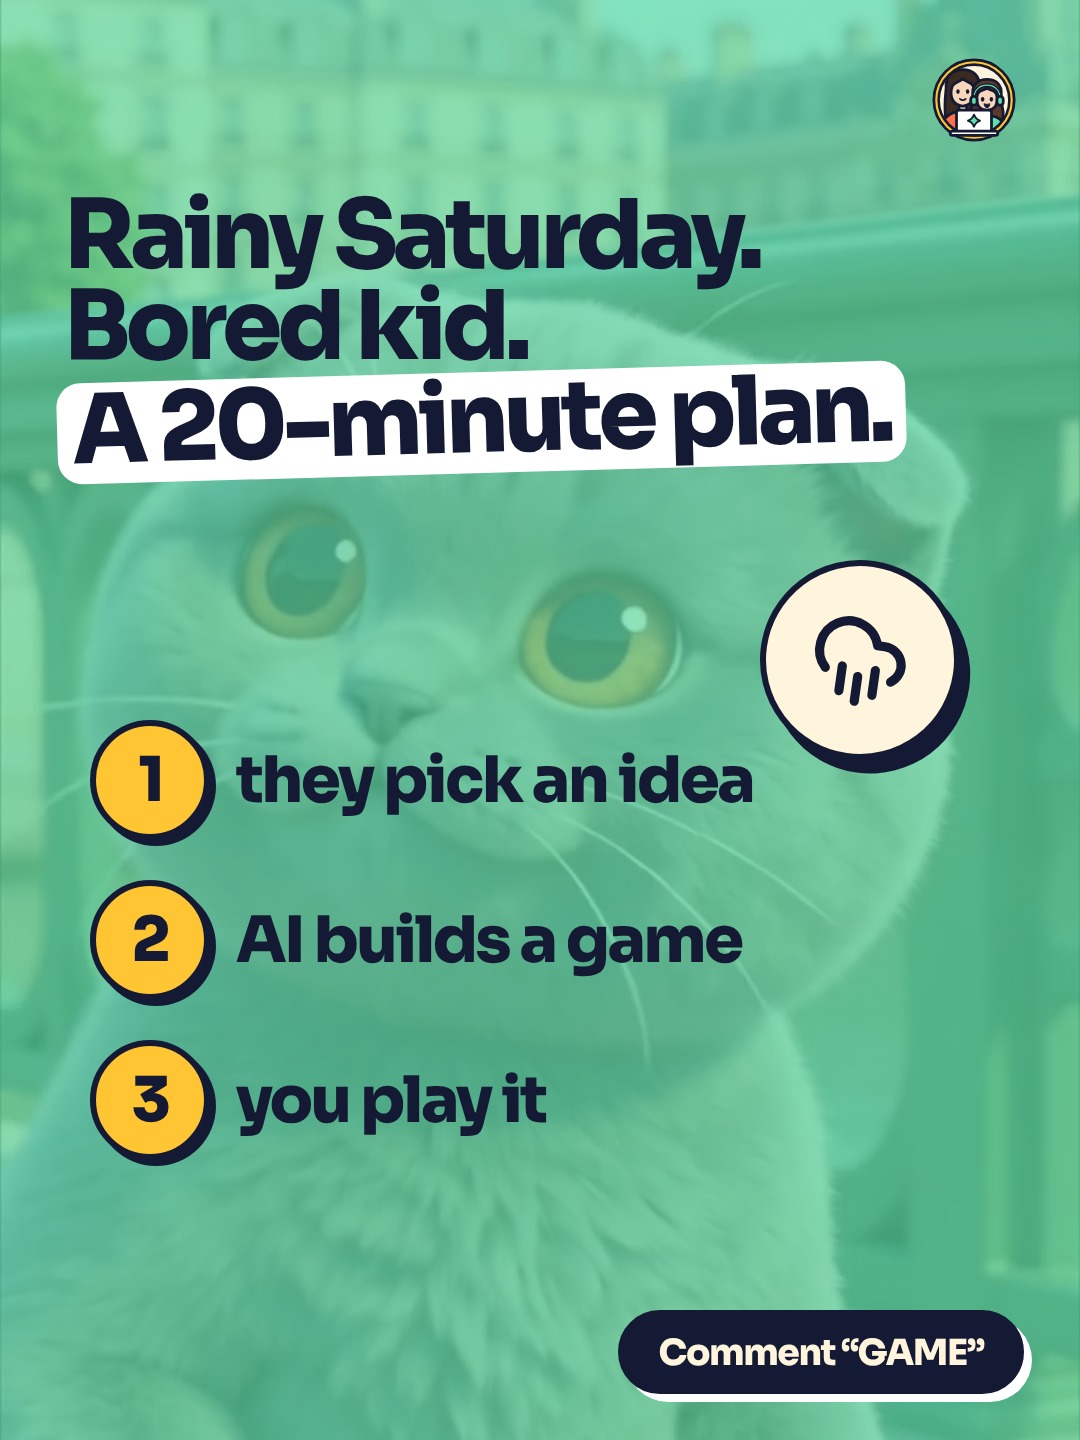 Rainy Saturday.
Bored kid.
A 20-minute plan.
1 they pick an idea
2 AI builds a game
3 you play it
Comment “GAME”